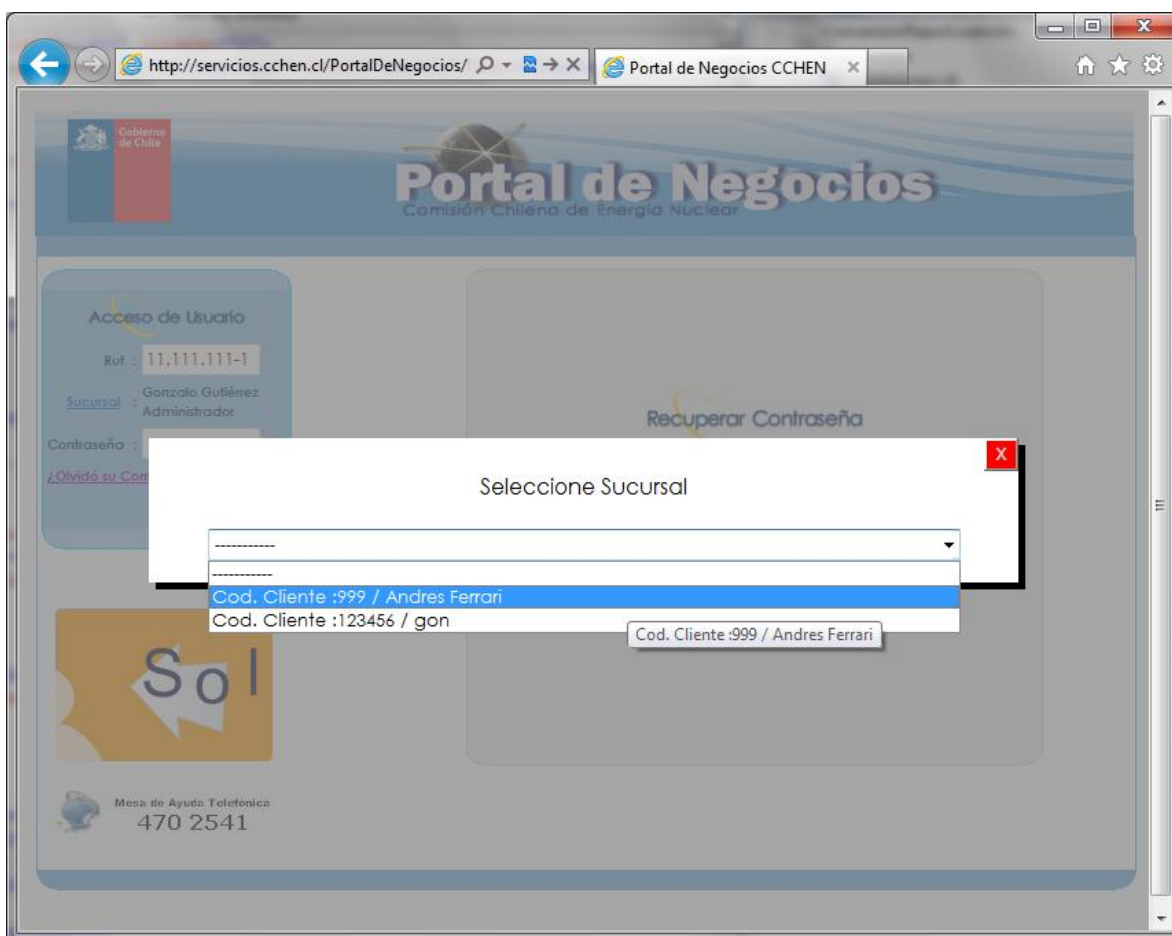 http://servicios.cchen.cl/PortalDeNegocios/
Portal de Negocios CCHEN
Gobierno
de Chile
Portal de Negocios
Comisión Chilena de Energía Nuclear
Acceso de Usuario
Rut : 11.111.111-1
Sucursal : Gonzalo Gutiérrez
Administrador
Contraseña :
¿Olvidó su Con
Recuperar Contraseña
X
Seleccione Sucursal
-----------
-----------
Cod. Cliente :999 / Andres Ferrari
Cod. Cliente :123456 / gon
Cod. Cliente :999 / Andres Ferrari
Sol
Mesa de Ayuda Telefónica
470 2541